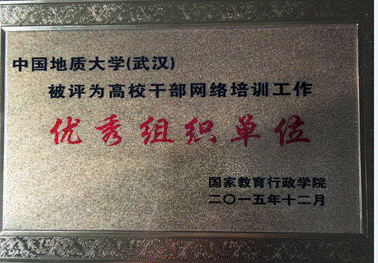 中国地质大学(武汉)
被评为高校干部网络培训工作
优秀组织单位
国家教育行政学院
二〇一五年十二月